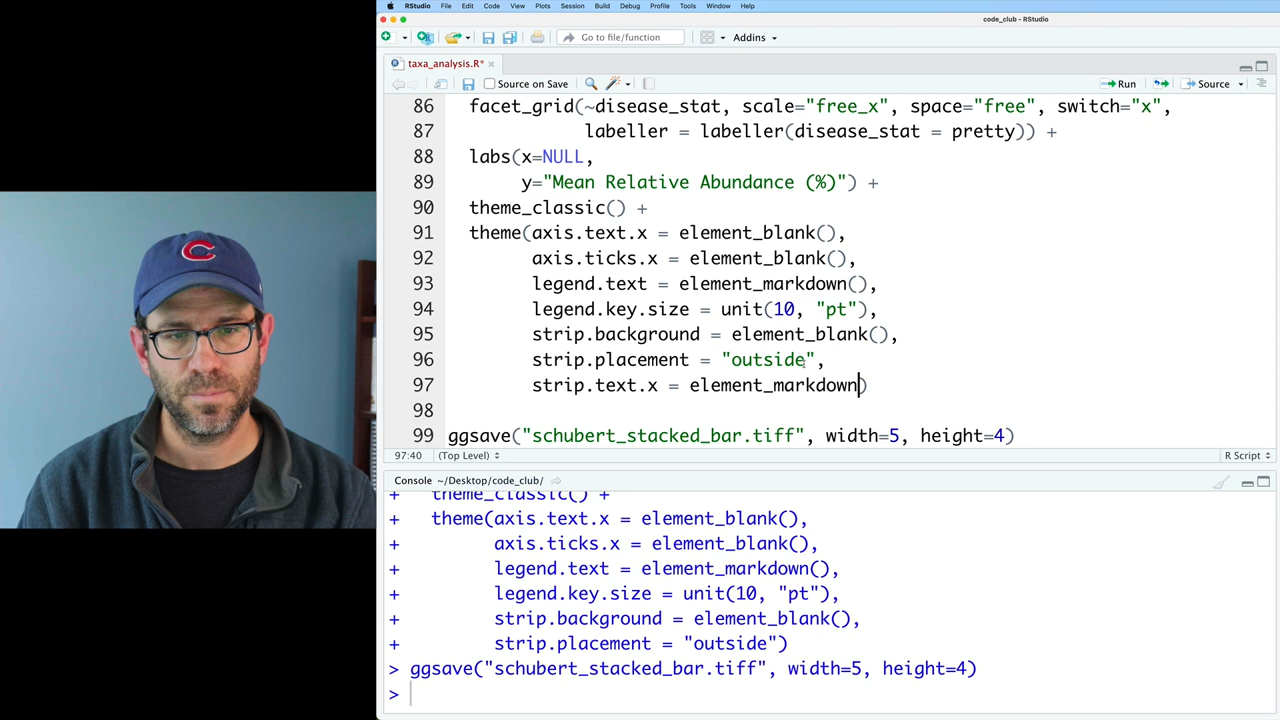 RStudio File Edit Code View Plots Session Build Debug Profile Tools Window Help
code_club - RStudio
Go to file/function Addins
taxa_analysis.R*
Source on Save Run Source
86 facet_grid(~disease_stat, scale="free_x", space="free", switch="x",
87 labeller = labeller(disease_stat = pretty)) +
88 labs(x=NULL,
89 y="Mean Relative Abundance (%)") +
90 theme_classic() +
91 theme(axis.text.x = element_blank(),
92 axis.ticks.x = element_blank(),
93 legend.text = element_markdown(),
94 legend.key.size = unit(10, "pt"),
95 strip.background = element_blank(),
96 strip.placement = "outside",
97 strip.text.x = element_markdown)
98
99 ggsave("schubert_stacked_bar.tiff", width=5, height=4)
97:40 (Top Level) R Script
Console ~/Desktop/code_club/
+ theme_classic() +
+ theme(axis.text.x = element_blank(),
+ axis.ticks.x = element_blank(),
+ legend.text = element_markdown(),
+ legend.key.size = unit(10, "pt"),
+ strip.background = element_blank(),
+ strip.placement = "outside")
> ggsave("schubert_stacked_bar.tiff", width=5, height=4)
>
C